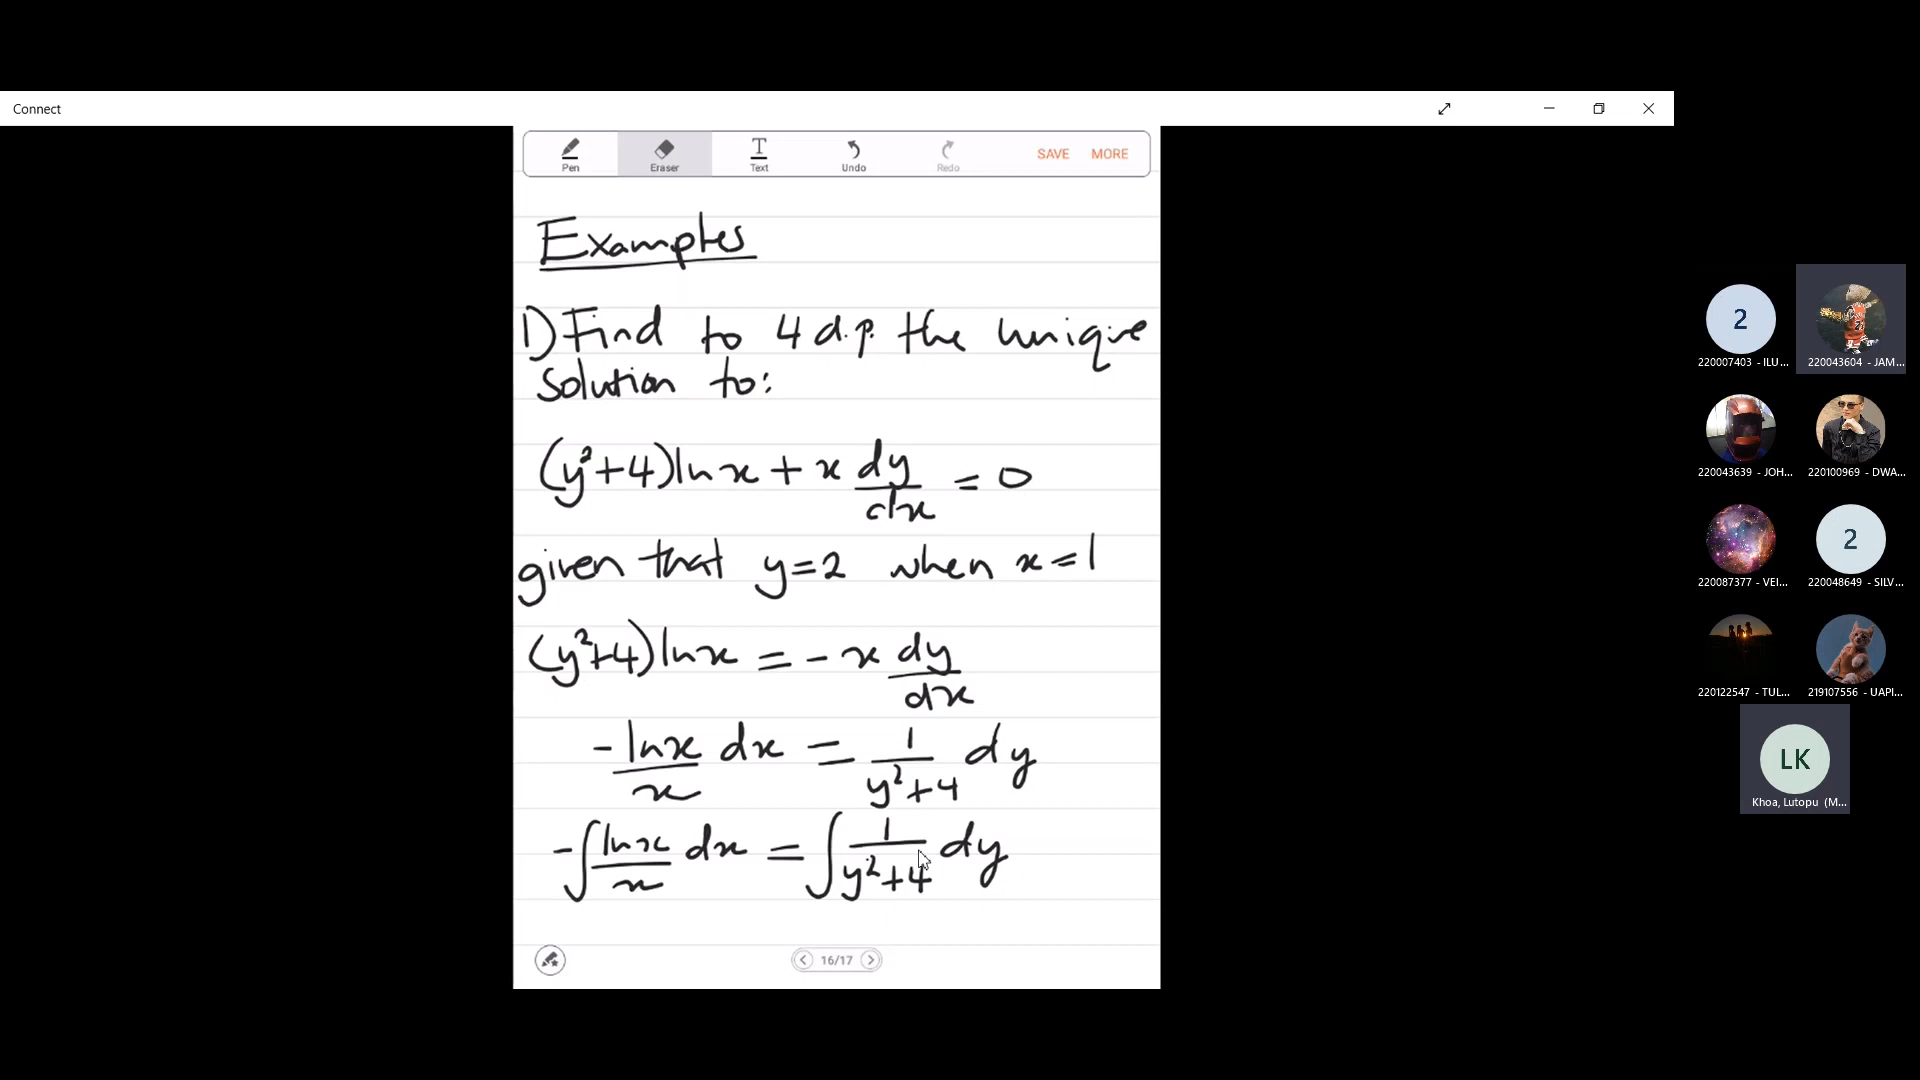 Connect
Pen Eraser Text Undo Redo SAVE MORE
Examples
1) Find to 4 d.p. the unique
solution to:
(y²+4)lnx + x dy/dx = 0
given that y=2 when x=1
(y²+4)lnx = -x dy/dx
-lnx/x dx = 1/(y²+4) dy
-∫ lnx/x dx = ∫ 1/(y²+4) dy
16/17
2
220007403 - ILU...
220043604 - JAM...
220043639 - JOH...
220100969 - DWA...
220087377 - VEI...
2
220048649 - SILV...
220122547 - TUL...
219107556 - UAPI...
LK
Khoa, Lutopu (M...